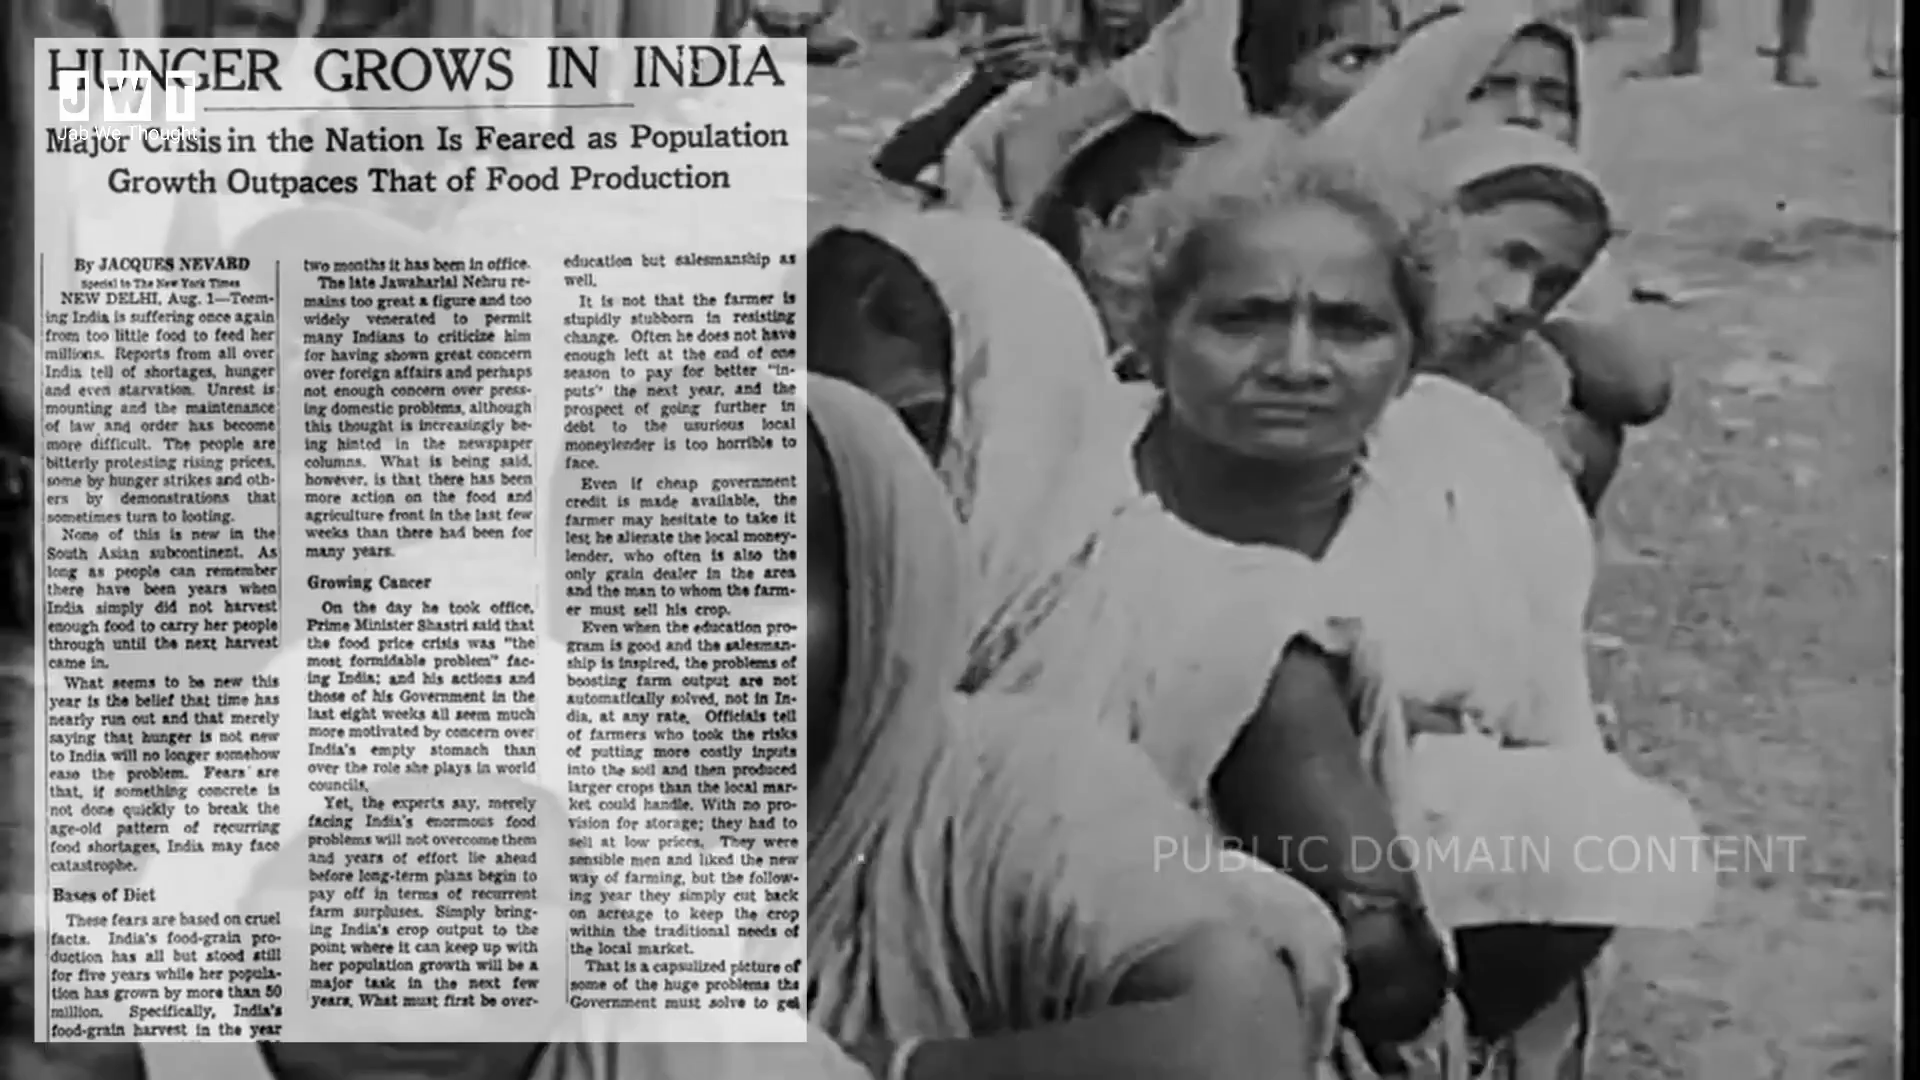 HUNGER GROWS IN INDIA
JWT
Jab We Thought
Major Crisis in the Nation Is Feared as Population
Growth Outpaces That of Food Production
By JACQUES NEVARD
Special to The New York Times
NEW DELHI, Aug. 1—Teem-
ing India is suffering once again
from too little food to feed her
millions. Reports from all over
India tell of shortages, hunger
and even starvation. Unrest is
mounting and the maintenance
of law and order has become
more difficult. The people are
bitterly protesting rising prices,
some by hunger strikes and oth-
ers by demonstrations that
sometimes turn to looting.
None of this is new in the
South Asian subcontinent. As
long as people can remember
there have been years when
India simply did not harvest
enough food to carry her people
through until the next harvest
came in.
What seems to be new this
year is the belief that time has
nearly run out and that merely
saying that hunger is not new
to India will no longer somehow
ease the problem. Fears are
that, if something concrete is
not done quickly to break the
age-old pattern of recurring
food shortages, India may face
catastrophe.
Bases of Diet
These fears are based on cruel
facts. India's food-grain pro-
duction has all but stood still
for five years while her popula-
tion has grown by more than 50
million. Specifically, India's
food-grain harvest in the year
two months it has been in office.
The late Jawaharlal Nehru re-
mains too great a figure and too
widely venerated to permit
many Indians to criticize him
for having shown great concern
over foreign affairs and perhaps
not enough concern over press-
ing domestic problems, although
this thought is increasingly be-
ing hinted in the newspaper
columns. What is being said,
however, is that there has been
more action on the food and
agriculture front in the last few
weeks than there had been for
many years.
Growing Cancer
On the day he took office,
Prime Minister Shastri said that
the food price crisis was "the
most formidable problem" fac-
ing India; and his actions and
those of his Government in the
last eight weeks all seem much
more motivated by concern over
India's empty stomach than
over the role she plays in world
councils.
Yet, the experts say, merely
facing India's enormous food
problems will not overcome them
and years of effort lie ahead
before long-term plans begin to
pay off in terms of recurrent
farm surpluses. Simply bring-
ing India's crop output to the
point where it can keep up with
her population growth will be a
major task in the next few
years. What must first be over-
education but salesmanship as
well.
It is not that the farmer is
stupidly stubborn in resisting
change. Often he does not have
enough left at the end of one
season to pay for better "in-
puts" the next year, and the
prospect of going further in
debt to the usurious local
moneylender is too horrible to
face.
Even if cheap government
credit is made available, the
farmer may hesitate to take it
lest he alienate the local money-
lender, who often is also the
only grain dealer in the area
and the man to whom the farm-
er must sell his crop.
Even when the education pro-
gram is good and the salesman-
ship is inspired, the problems of
boosting farm output are not
automatically solved, not in In-
dia, at any rate. Officials tell
of farmers who took the risks
of putting more costly inputs
into the soil and then produced
larger crops than the local mar-
ket could handle. With no pro-
vision for storage; they had to
sell at low prices. They were
sensible men and liked the new
way of farming, but the follow-
ing year they simply cut back
on acreage to keep the crop
within the traditional needs of
the local market.
That is a capsulized picture of
some of the huge problems the
Government must solve to get
PUBLIC DOMAIN CONTENT